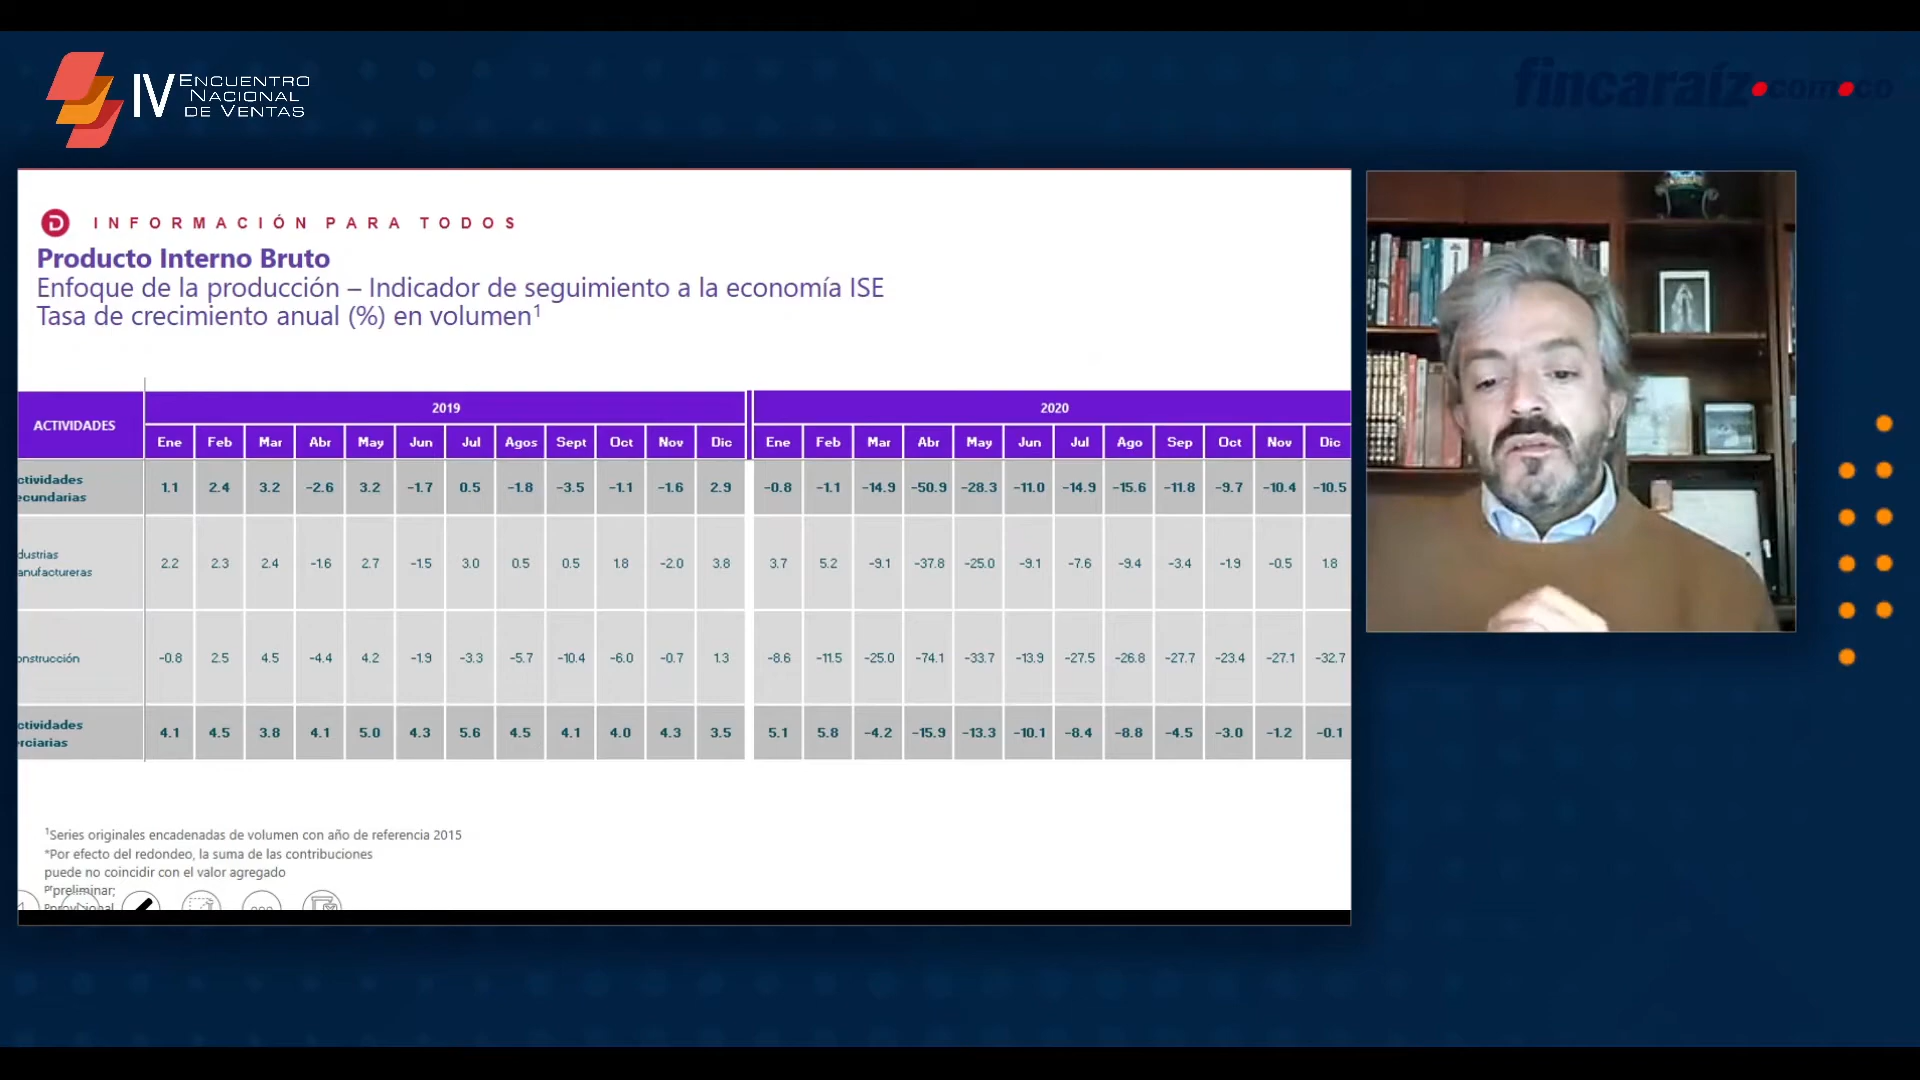 IV ENCUENTRO
NACIONAL
DE VENTAS
fincaraíz.com.co
INFORMACIÓN PARA TODOS
Producto Interno Bruto
Enfoque de la producción – Indicador de seguimiento a la economía ISE
Tasa de crecimiento anual (%) en volumen¹
ACTIVIDADES
2019
2020
Ene Feb Mar Abr May Jun Jul Agos Sept Oct Nov Dic Ene Feb Mar Abr May Jun Jul Ago Sep Oct Nov Dic
ctividades
ecundarias
1.1 2.4 3.2 -2.6 3.2 -1.7 0.5 -1.8 -3.5 -1.1 -1.6 2.9 -0.8 -1.1 -14.9 -50.9 -28.3 -11.0 -14.9 -15.6 -11.8 -9.7 -10.4 -10.5
dustrias
anufactureras
2.2 2.3 2.4 -1.6 2.7 -1.5 3.0 0.5 0.5 1.8 -2.0 3.8 3.7 5.2 -9.1 -37.8 -25.0 -9.1 -7.6 -9.4 -3.4 -1.9 -0.5 1.8
onstrucción
-0.8 2.5 4.5 -4.4 4.2 -1.9 -3.3 -5.7 -10.4 -6.0 -0.7 1.3 -8.6 -11.5 -25.0 -74.1 -33.7 -13.9 -27.5 -26.8 -27.7 -23.4 -27.1 -32.7
ctividades
rciarias
4.1 4.5 3.8 4.1 5.0 4.3 5.6 4.5 4.1 4.0 4.3 3.5 5.1 5.8 -4.2 -15.9 -13.3 -10.1 -8.4 -8.8 -4.5 -3.0 -1.2 -0.1
¹Series originales encadenadas de volumen con año de referencia 2015
*Por efecto del redondeo, la suma de las contribuciones
puede no coincidir con el valor agregado
ᵖʳpreliminar;
ᵖprovisional